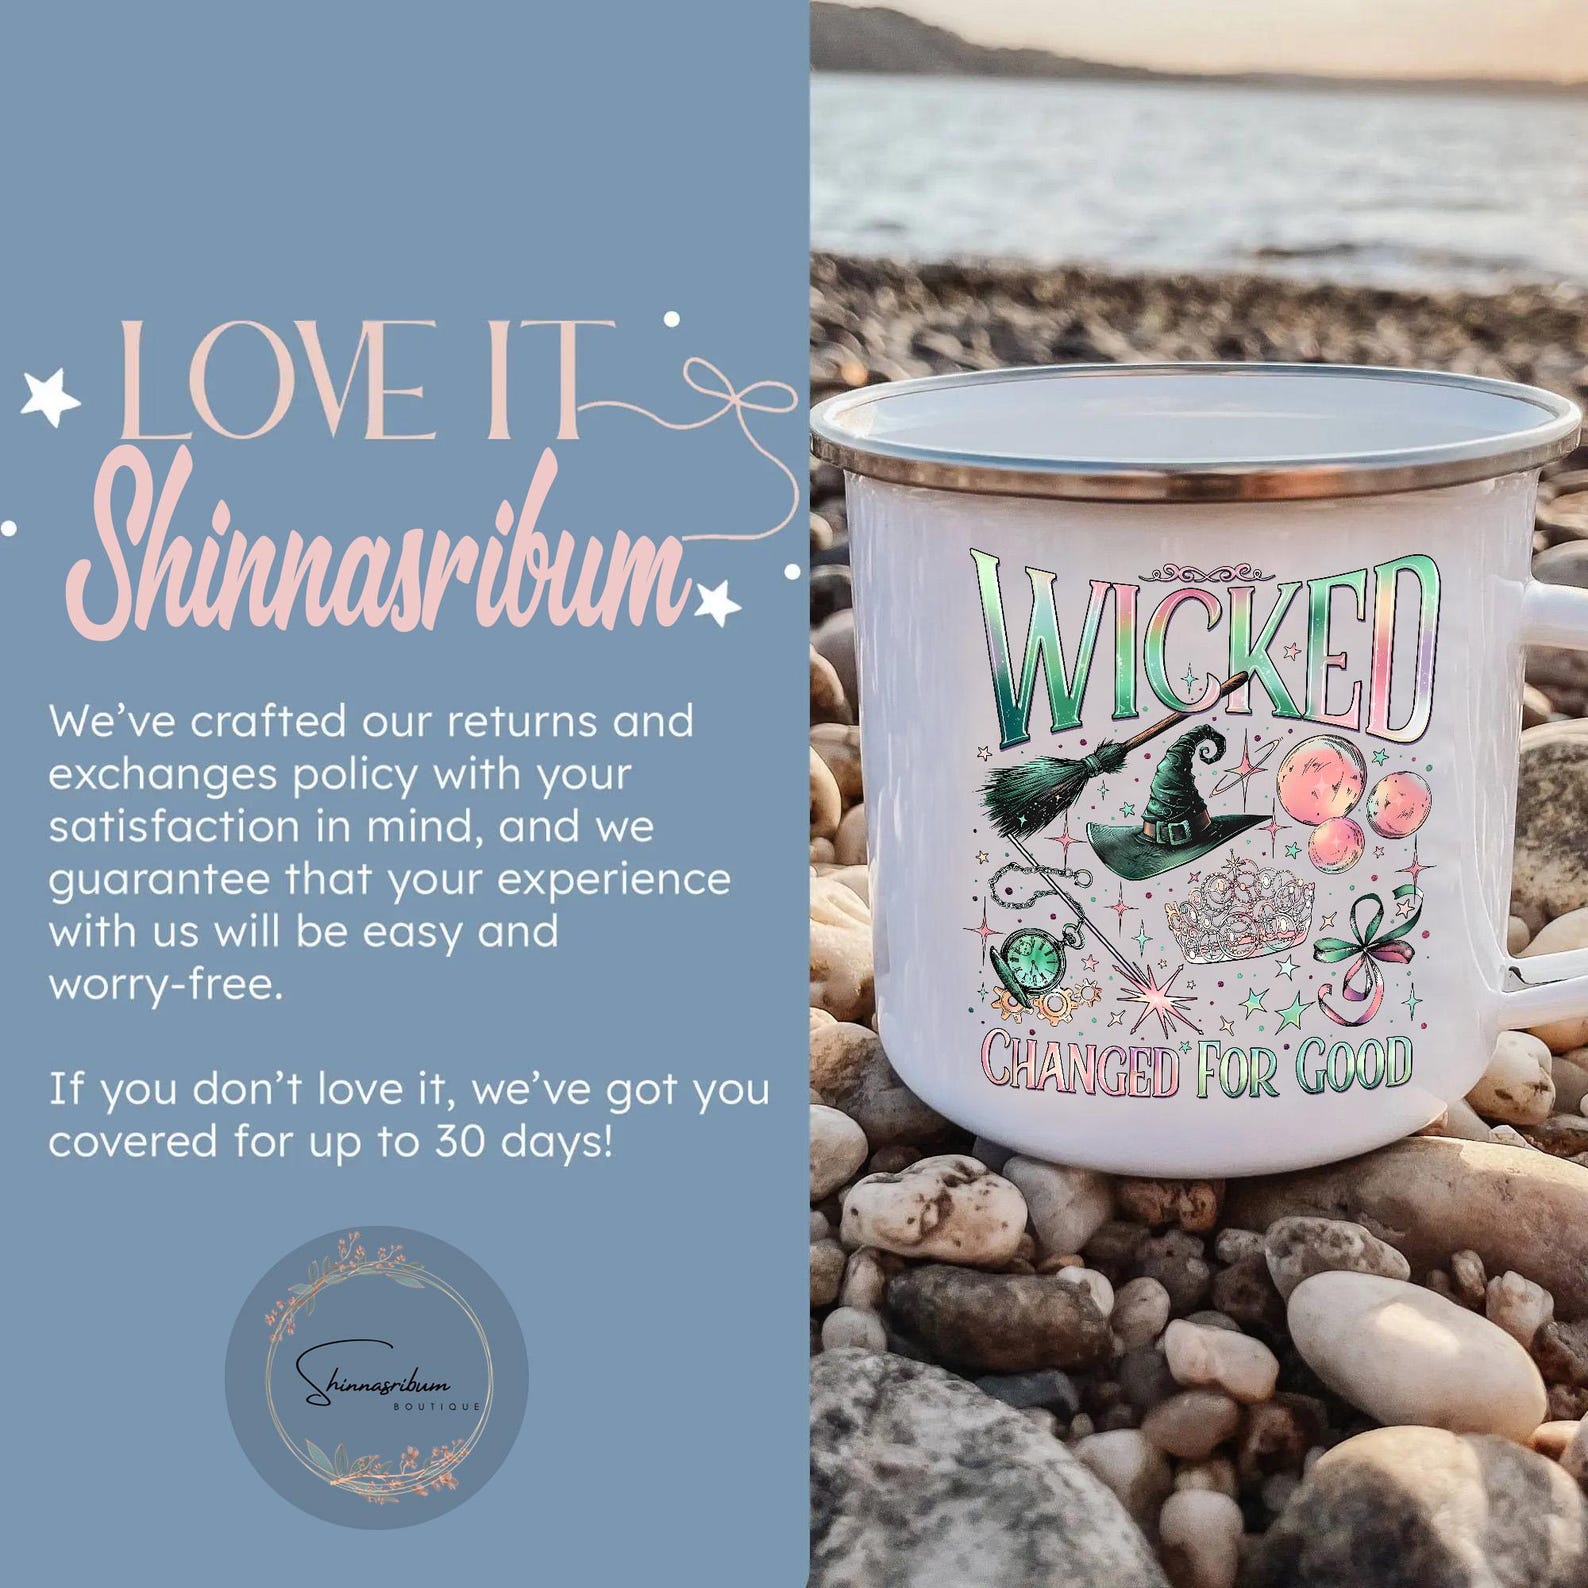 LOVE IT
Shinnasribum
We’ve crafted our returns and
exchanges policy with your
satisfaction in mind, and we
guarantee that your experience
with us will be easy and
worry-free.
If you don’t love it, we’ve got you
covered for up to 30 days!
Shinnasribum
BOUTIQUE
WICKED
CHANGED FOR GOOD